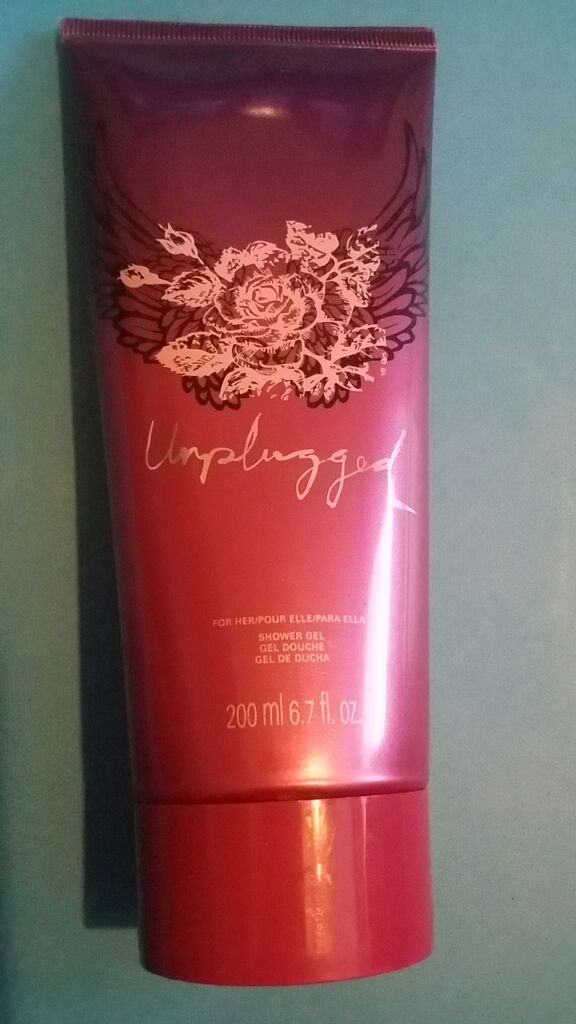 Unplugged
FOR HER/POUR ELLE/PARA ELLA
SHOWER GEL
GEL DOUCHE
GEL DE DUCHA
200 ml 6.7 fl. oz.